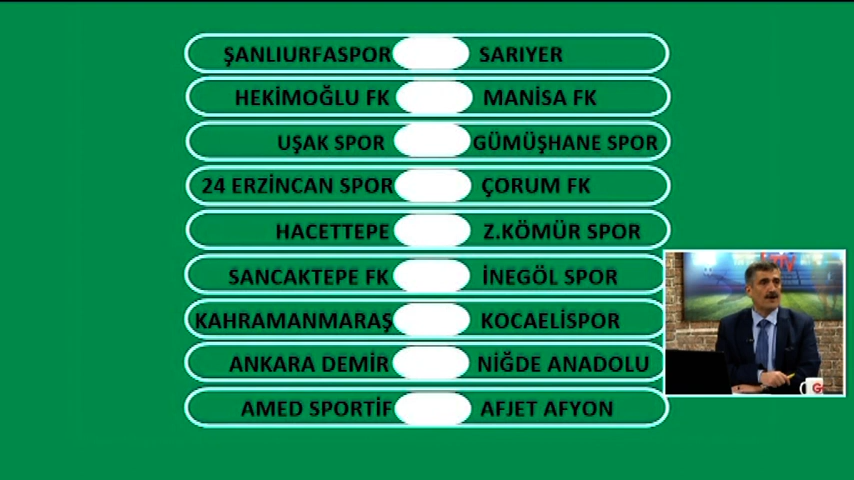 ŞANLIURFASPOR SARIYER
HEKİMOĞLU FK MANİSA FK
UŞAK SPOR GÜMÜŞHANE SPOR
24 ERZİNCAN SPOR ÇORUM FK
HACETTEPE Z.KÖMÜR SPOR
SANCAKTEPE FK İNEGÖL SPOR
KAHRAMANMARAŞ KOCAELİSPOR
ANKARA DEMİR NİĞDE ANADOLU
AMED SPORTİF AFJET AFYON